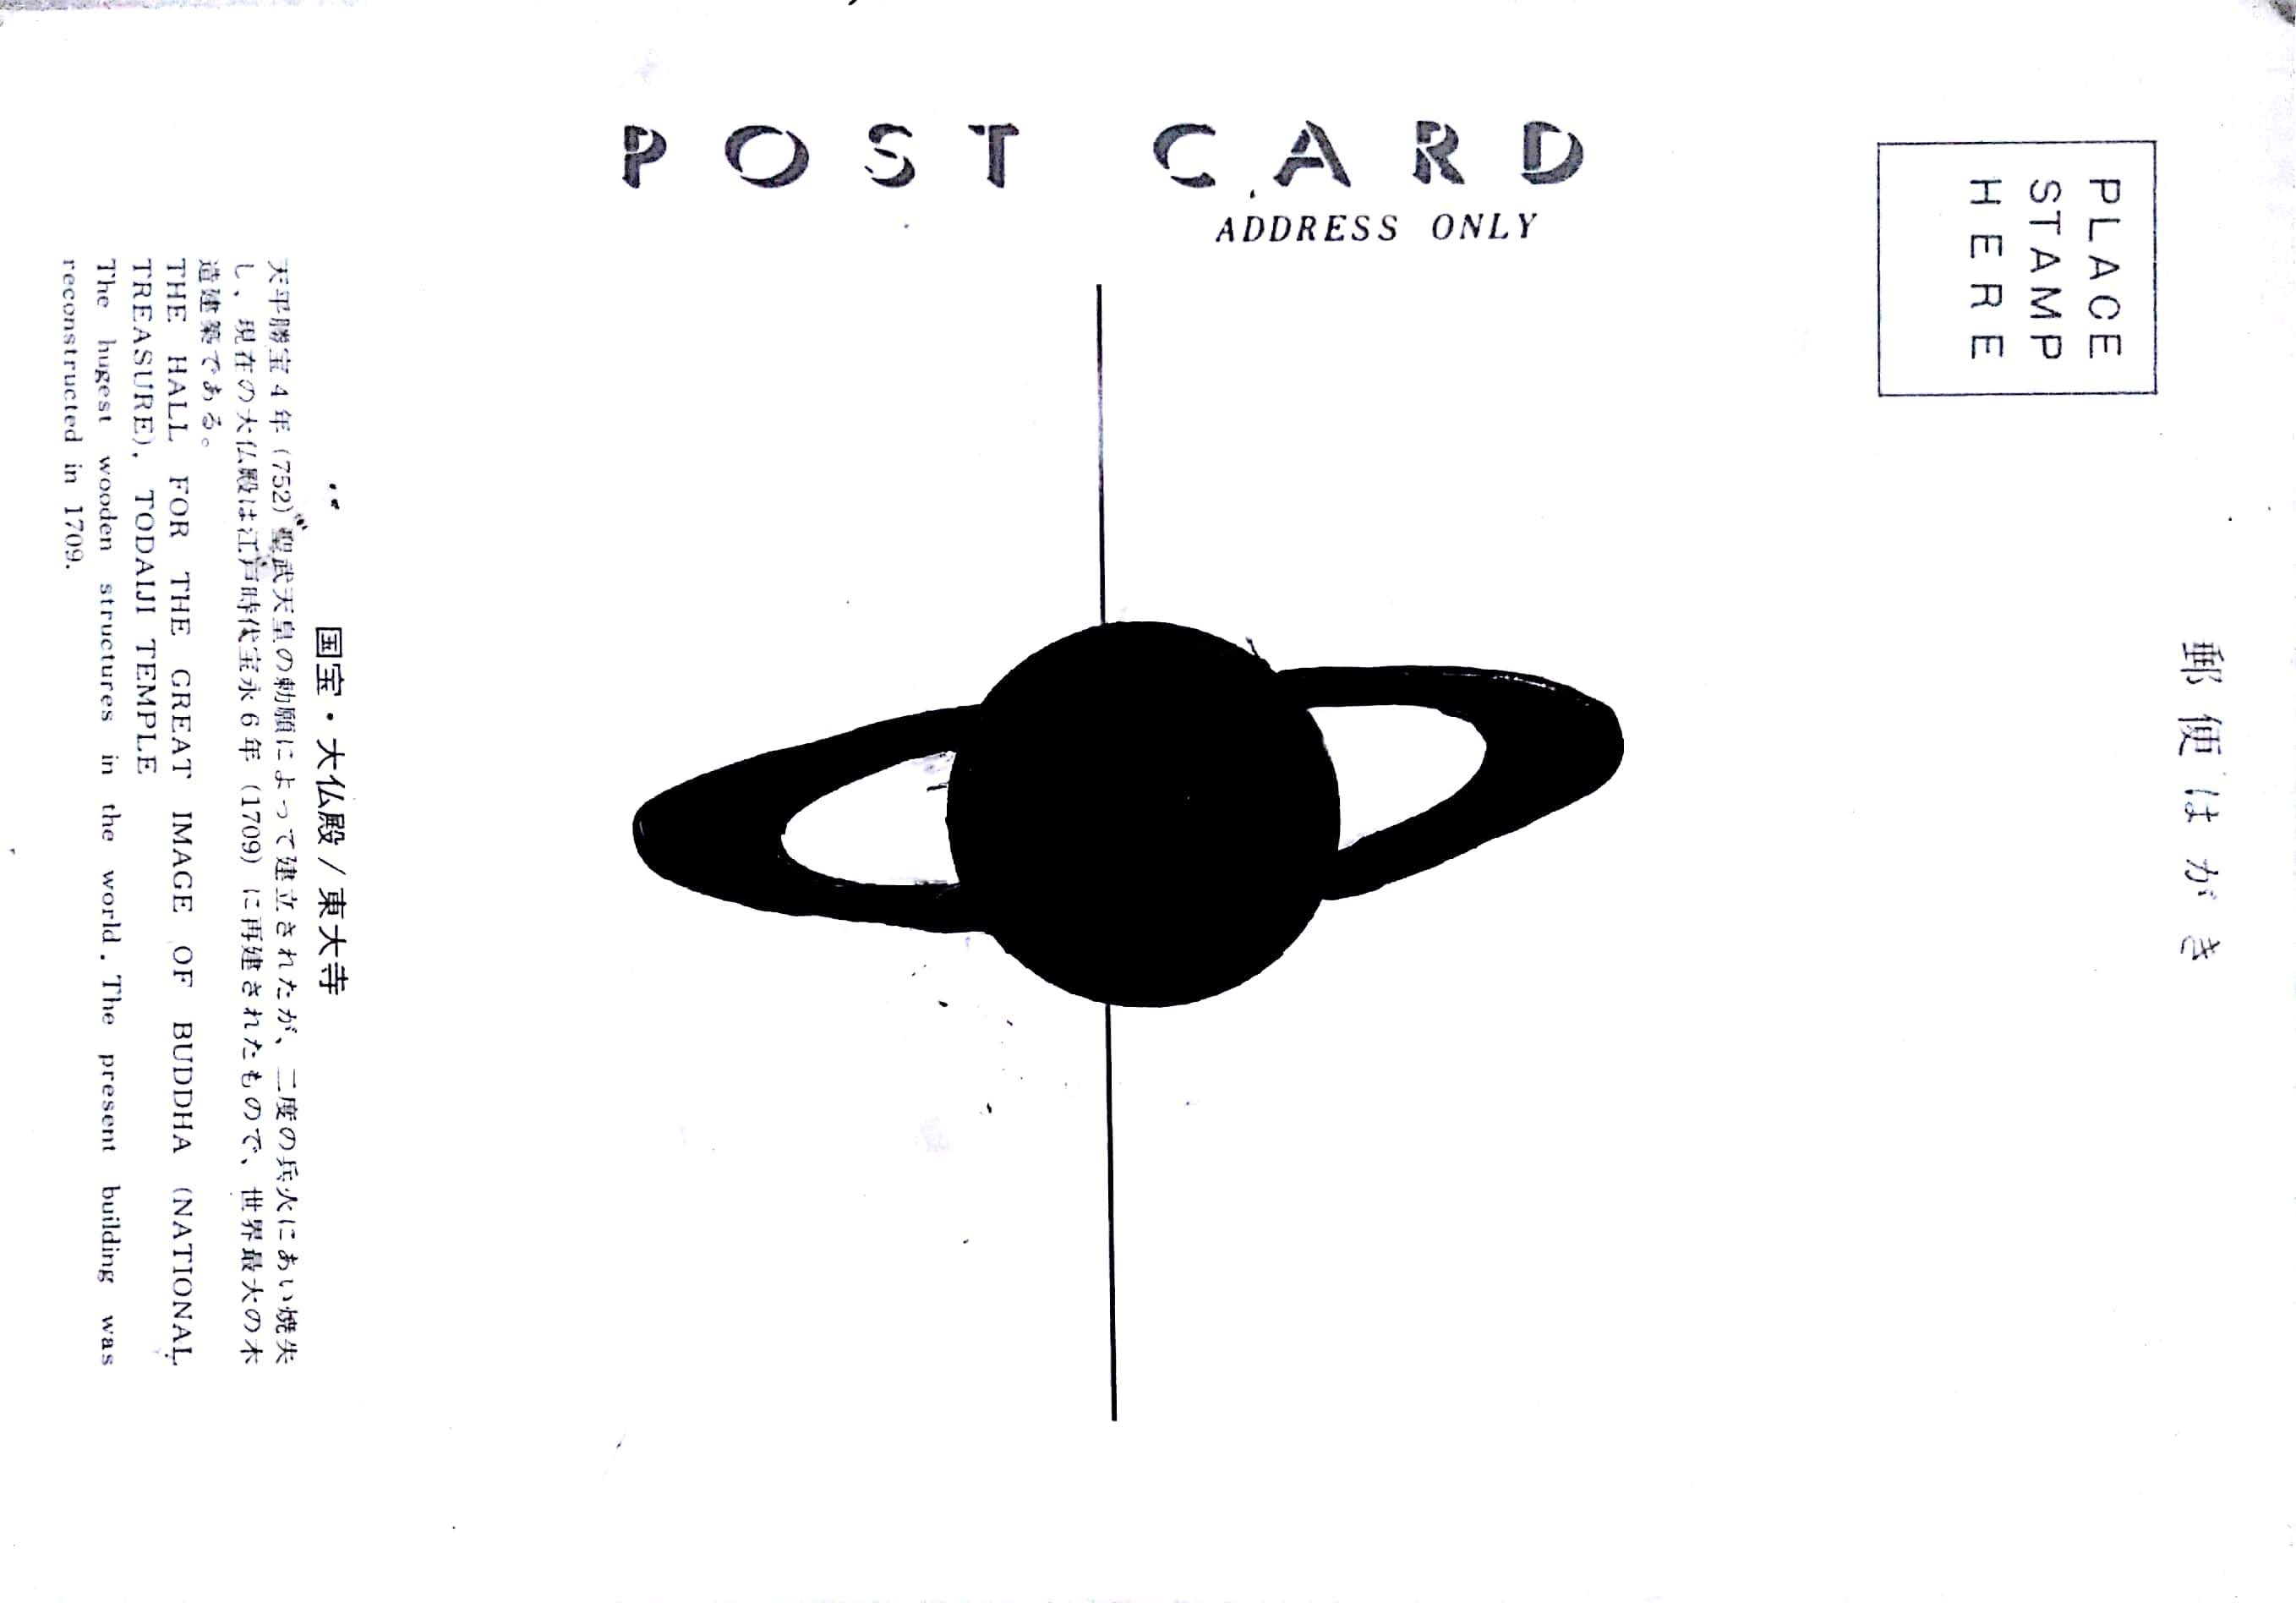 POST CARD
ADDRESS ONLY
PLACE
STAMP
HERE
郵便はがき
国宝・大仏殿/東大寺
天平勝宝4年(752)聖武天皇の勅願によって建立されたが、二度の兵火にあい焼失
し、現在の大仏殿は江戸時代宝永6年(1709)に再建されたもので、世界最大の木
造建築である。
THE HALL FOR THE GREAT IMAGE OF BUDDHA (NATIONAL
TREASURE), TODAIJI TEMPLE
The hugest wooden structures in the world. The present building was
reconstructed in 1709.